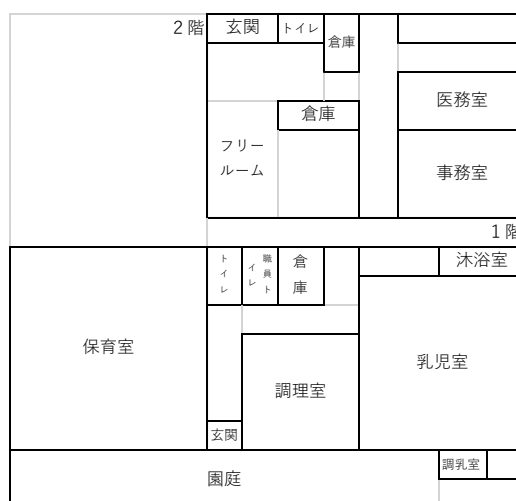 2階
玄関
トイレ
倉庫
医務室
倉庫
フリー
ルーム
事務室
1階
トイレ
職員ト
イレ
倉
庫
沐浴室
保育室
乳児室
調理室
玄関
調乳室
園庭